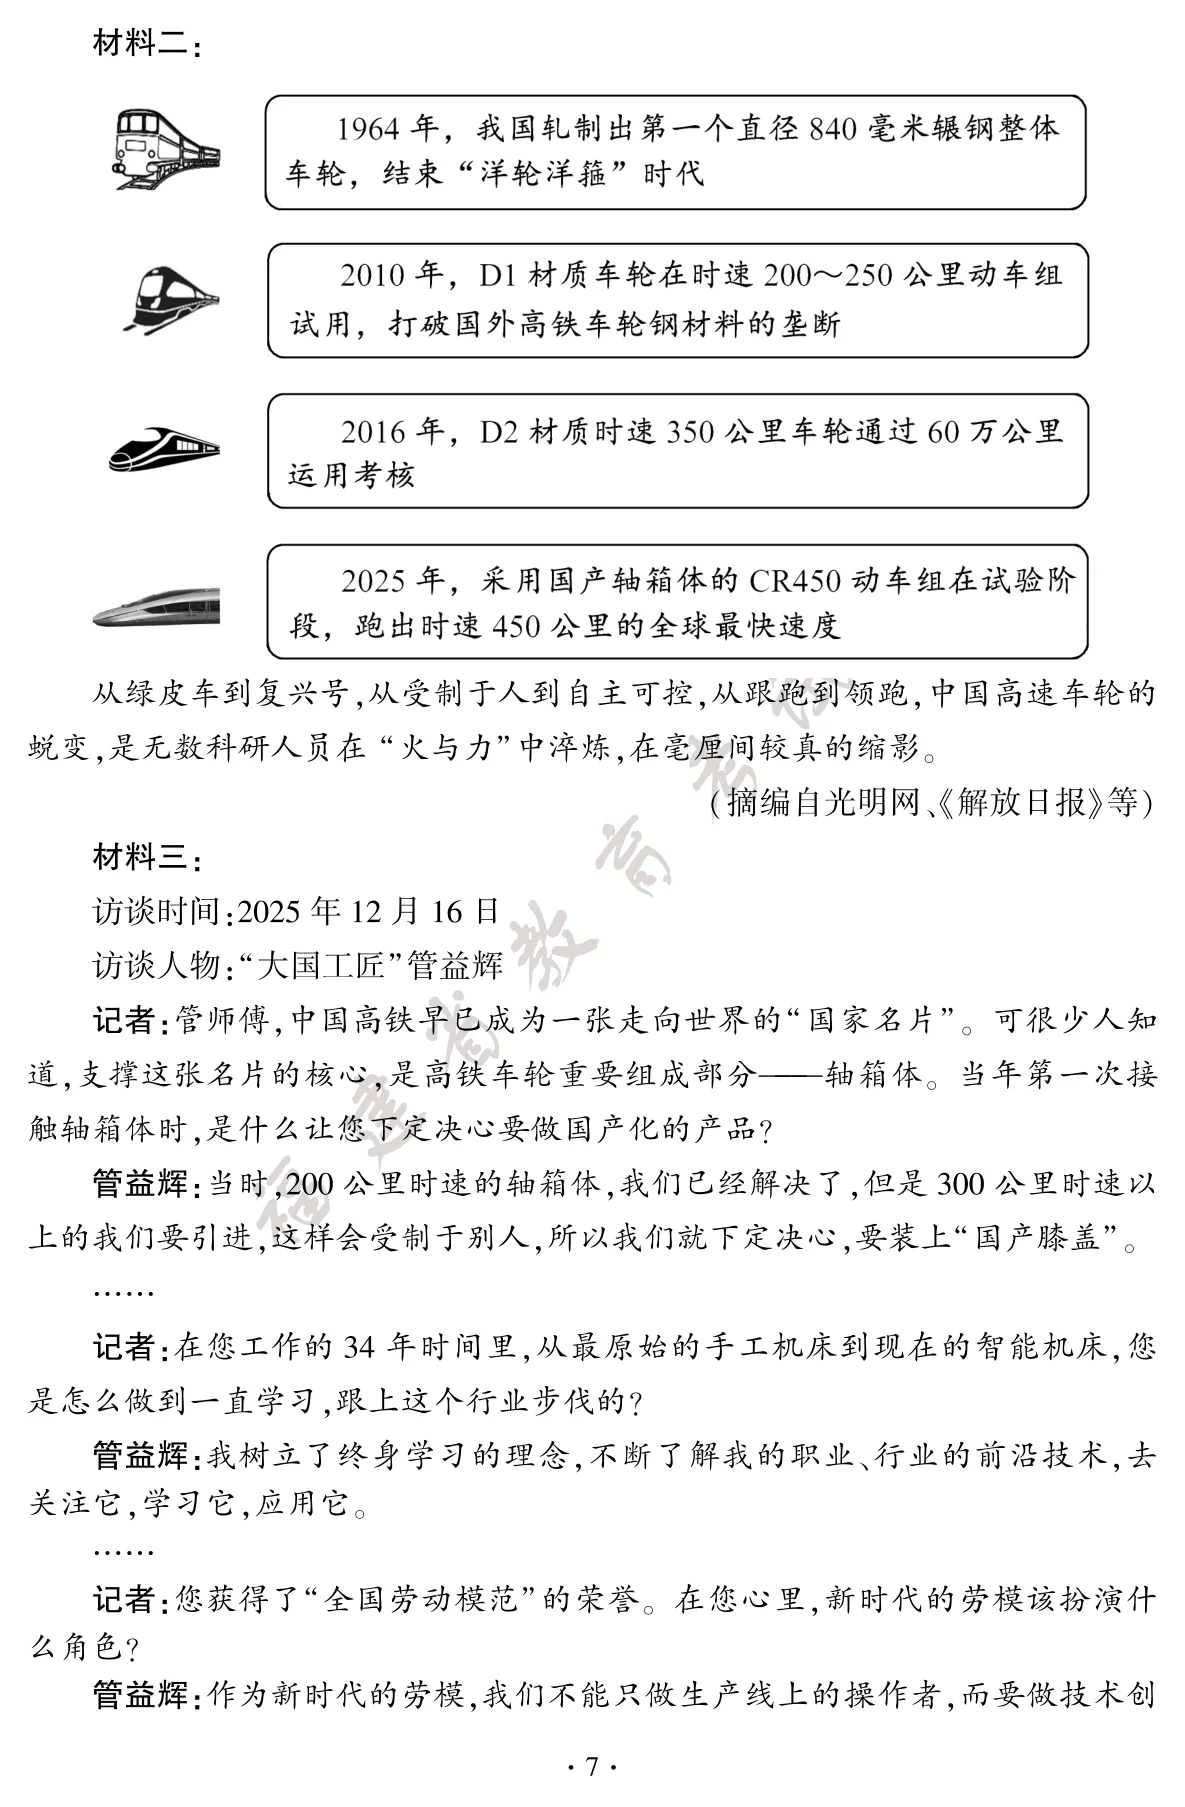 材料二：
1964 年，我国轧制出第一个直径 840 毫米辗钢整体
车轮，结束“洋轮洋箍”时代
2010 年，D1 材质车轮在时速 200～250 公里动车组
试用，打破国外高铁车轮钢材料的垄断
2016 年，D2 材质时速 350 公里车轮通过 60 万公里
运用考核
2025 年，采用国产轴箱体的 CR450 动车组在试验阶
段，跑出时速 450 公里的全球最快速度
从绿皮车到复兴号，从受制于人到自主可控，从跟跑到领跑，中国高速车轮的
蜕变，是无数科研人员在“火与力”中淬炼，在毫厘间较真的缩影。
（摘编自光明网、《解放日报》等）
材料三：
访谈时间：2025 年 12 月 16 日
访谈人物：“大国工匠”管益辉
记者：管师傅，中国高铁早已成为一张走向世界的“国家名片”。可很少人知
道，支撑这张名片的核心，是高铁车轮重要组成部分——轴箱体。当年第一次接
触轴箱体时，是什么让您下定决心要做国产化的产品？
管益辉：当时，200 公里时速的轴箱体，我们已经解决了，但是 300 公里时速以
上的我们要引进，这样会受制于别人，所以我们就下定决心，要装上“国产膝盖”。
……
记者：在您工作的 34 年时间里，从最原始的手工机床到现在的智能机床，您
是怎么做到一直学习，跟上这个行业步伐的？
管益辉：我树立了终身学习的理念，不断了解我的职业、行业的前沿技术，去
关注它，学习它，应用它。
……
记者：您获得了“全国劳动模范”的荣誉。在您心里，新时代的劳模该扮演什
么角色？
管益辉：作为新时代的劳模，我们不能只做生产线上的操作者，而要做技术创
·7·
福建省教育考试